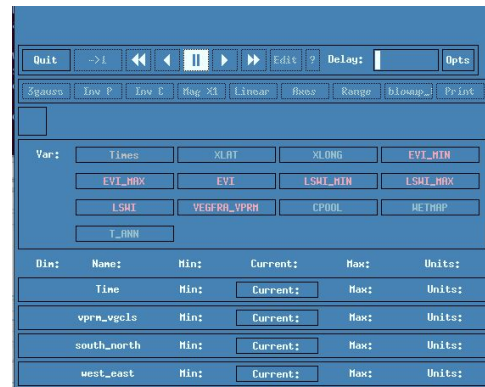 Quit ->1 Edit ? Delay: Opts
3gauss Inv P Inv C Mag X1 Linear Axes Range blowup_ Print
Var: Times XLAT XLONG EVI_MIN
EVI_MAX EVI LSWI_MIN LSWI_MAX
LSWI VEGFRA_VPRM CPOOL WETMAP
T_ANN
Dim: Name: Min: Current: Max: Units:
Time Min: Current: Max: Units:
vprm_vgcls Min: Current: Max: Units:
south_north Min: Current: Max: Units:
west_east Min: Current: Max: Units: